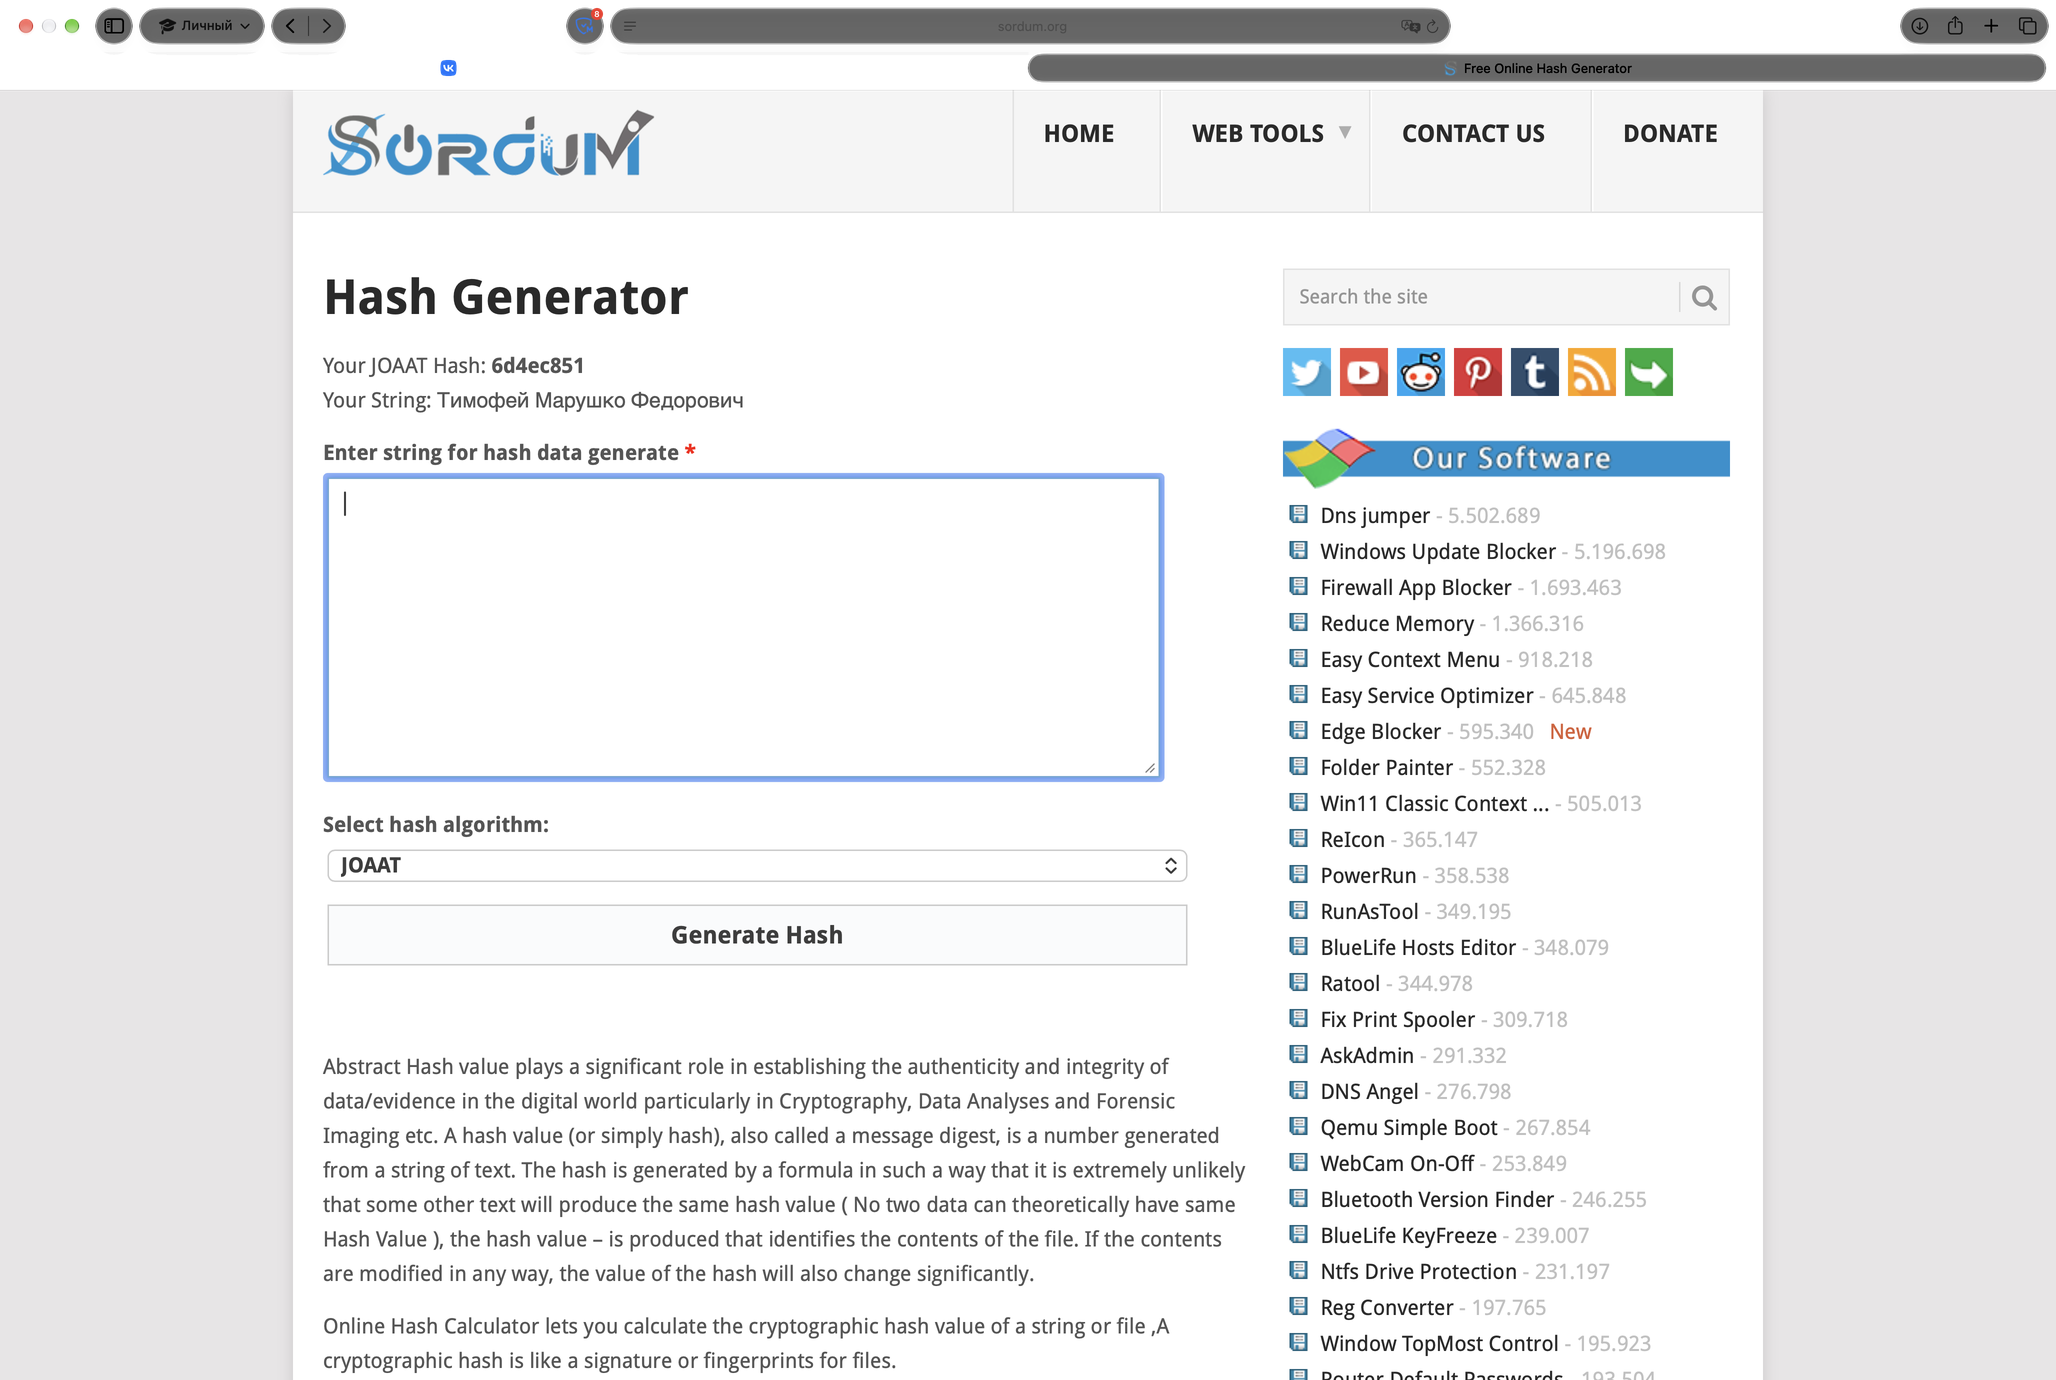 Личный
8
sordum.org
Free Online Hash Generator
SORDUM
HOME
WEB TOOLS
CONTACT US
DONATE
Hash Generator
Your JOAAT Hash: 6d4ec851
Your String: Тимофей Марушко Федорович
Enter string for hash data generate *
Select hash algorithm:
JOAAT
Generate Hash
Abstract Hash value plays a significant role in establishing the authenticity and integrity of
data/evidence in the digital world particularly in Cryptography, Data Analyses and Forensic
Imaging etc. A hash value (or simply hash), also called a message digest, is a number generated
from a string of text. The hash is generated by a formula in such a way that it is extremely unlikely
that some other text will produce the same hash value ( No two data can theoretically have same
Hash Value ), the hash value – is produced that identifies the contents of the file. If the contents
are modified in any way, the value of the hash will also change significantly.
Online Hash Calculator lets you calculate the cryptographic hash value of a string or file ,A
cryptographic hash is like a signature or fingerprints for files.
Search the site
Our Software
Dns jumper - 5.502.689
Windows Update Blocker - 5.196.698
Firewall App Blocker - 1.693.463
Reduce Memory - 1.366.316
Easy Context Menu - 918.218
Easy Service Optimizer - 645.848
Edge Blocker - 595.340 New
Folder Painter - 552.328
Win11 Classic Context ... - 505.013
ReIcon - 365.147
PowerRun - 358.538
RunAsTool - 349.195
BlueLife Hosts Editor - 348.079
Ratool - 344.978
Fix Print Spooler - 309.718
AskAdmin - 291.332
DNS Angel - 276.798
Qemu Simple Boot - 267.854
WebCam On-Off - 253.849
Bluetooth Version Finder - 246.255
BlueLife KeyFreeze - 239.007
Ntfs Drive Protection - 231.197
Reg Converter - 197.765
Window TopMost Control - 195.923
Router Default Passwords - 193.504